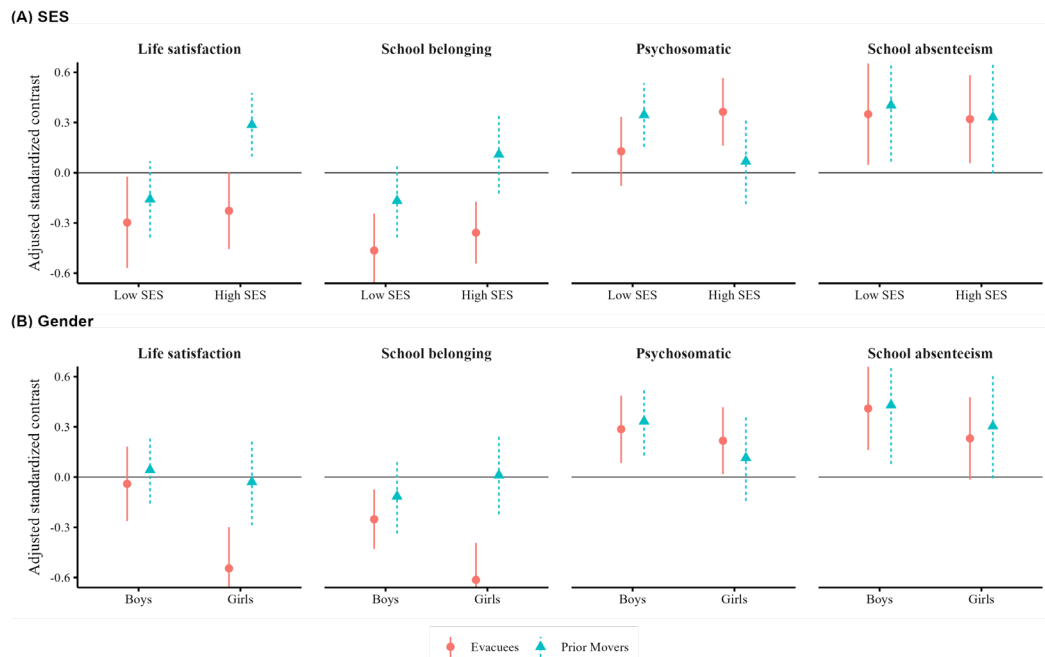 (A) SES
Life satisfaction School belonging Psychosomatic School absenteeism
Adjusted standardized contrast
0.6
0.3
0.0
-0.3
-0.6
Low SES High SES Low SES High SES Low SES High SES Low SES High SES
(B) Gender
Life satisfaction School belonging Psychosomatic School absenteeism
Adjusted standardized contrast
0.6
0.3
0.0
-0.3
-0.6
Boys Girls Boys Girls Boys Girls Boys Girls
Evacuees Prior Movers